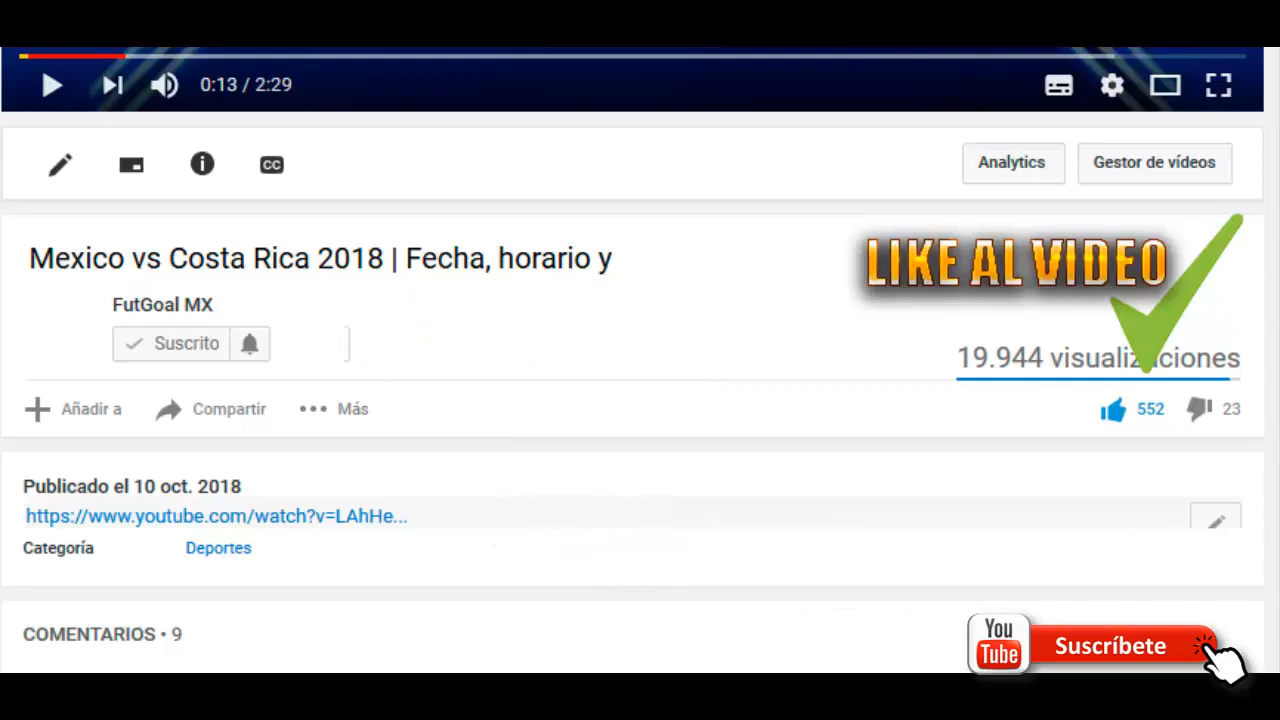 0:13 / 2:29
CC
Analytics
Gestor de vídeos
Mexico vs Costa Rica 2018 | Fecha, horario y
LIKE AL VIDEO
FutGoal MX
Suscrito
19.944 visualizaciones
Añadir a
Compartir
Más
552
23
Publicado el 10 oct. 2018
https://www.youtube.com/watch?v=LAhHe...
Categoría
Deportes
COMENTARIOS • 9
You
Tube
Suscríbete